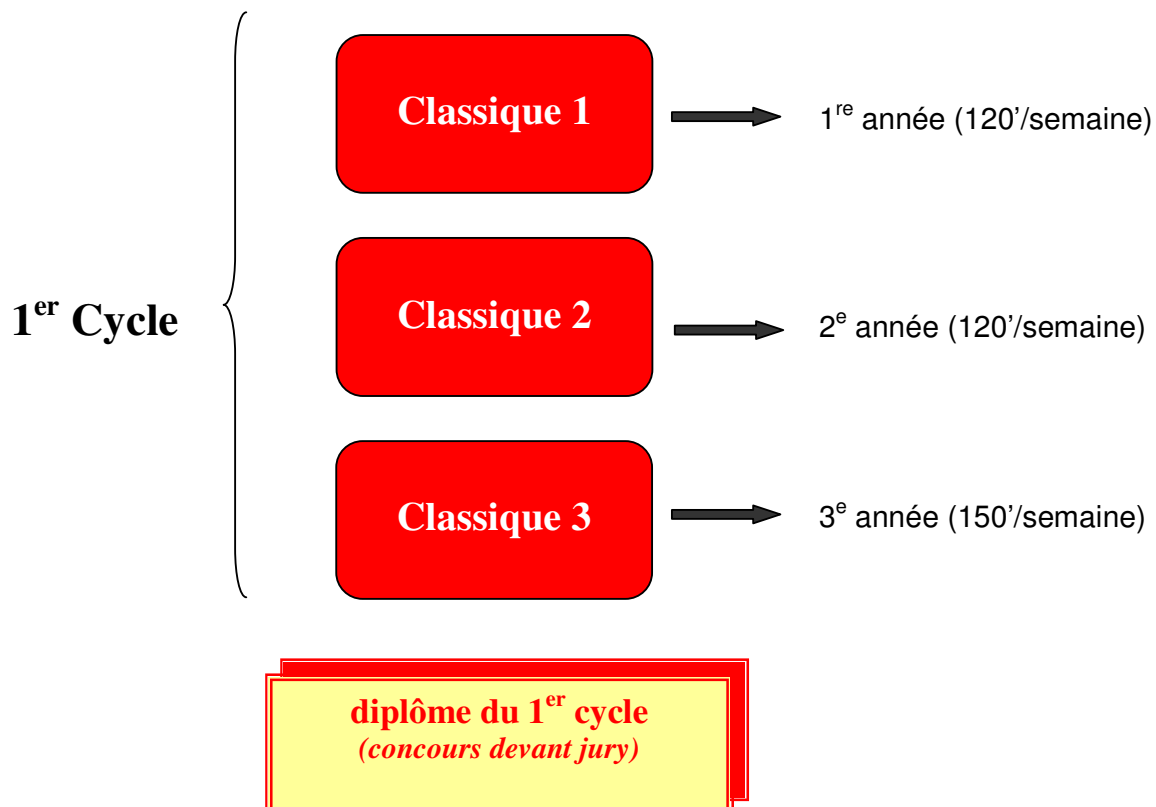 Classique 1
1re année (120’/semaine)
1er Cycle
Classique 2
2e année (120’/semaine)
Classique 3
3e année (150’/semaine)
diplôme du 1er cycle
(concours devant jury)